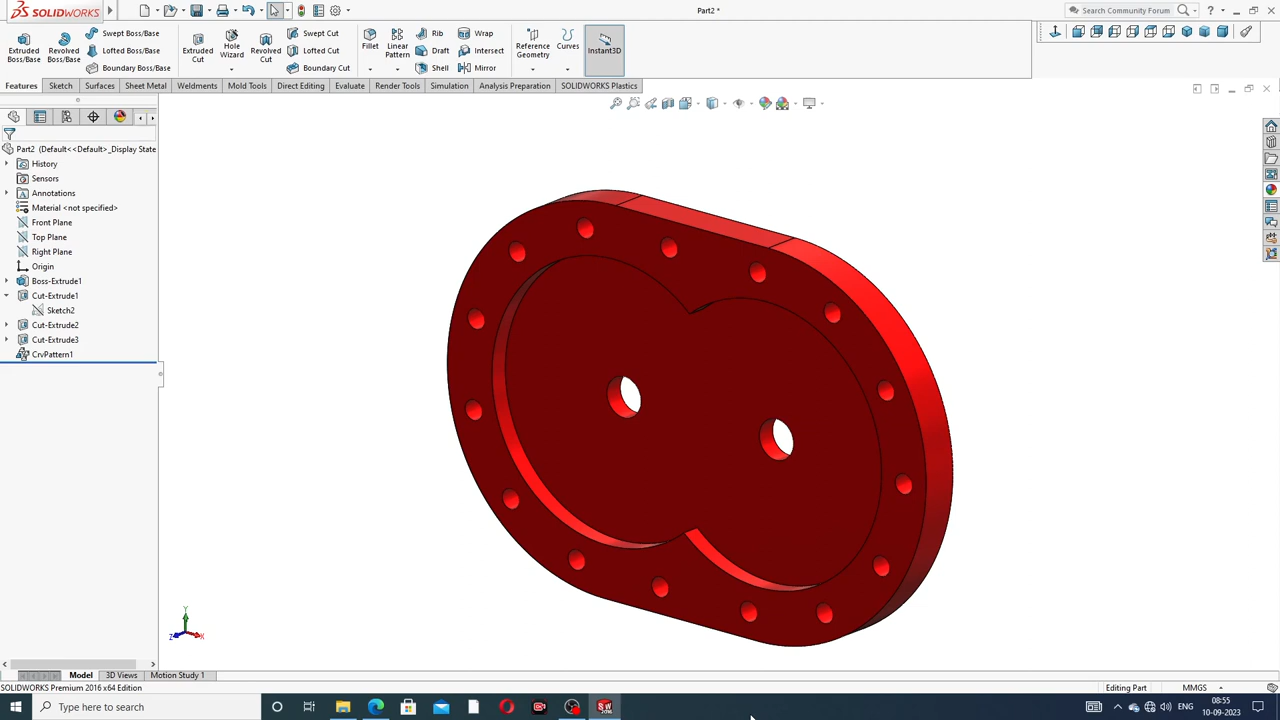 SOLIDWORKS
Part2 *
Search Community Forum
Extruded Boss/Base
Revolved Boss/Base
Swept Boss/Base
Lofted Boss/Base
Boundary Boss/Base
Extruded Cut
Hole Wizard
Revolved Cut
Swept Cut
Lofted Cut
Boundary Cut
Fillet
Linear Pattern
Rib
Draft
Shell
Wrap
Intersect
Mirror
Reference Geometry
Curves
Instant3D
Features
Sketch
Surfaces
Sheet Metal
Weldments
Mold Tools
Direct Editing
Evaluate
Render Tools
Simulation
Analysis Preparation
SOLIDWORKS Plastics
Part2 (Default<<Default>_Display State
History
Sensors
Annotations
Material <not specified>
Front Plane
Top Plane
Right Plane
Origin
Boss-Extrude1
Cut-Extrude1
Sketch2
Cut-Extrude2
Cut-Extrude3
CrvPattern1
Y
Z
X
Model
3D Views
Motion Study 1
SOLIDWORKS Premium 2016 x64 Edition
Editing Part
MMGS
Type here to search
ENG
08:55
10-09-2023